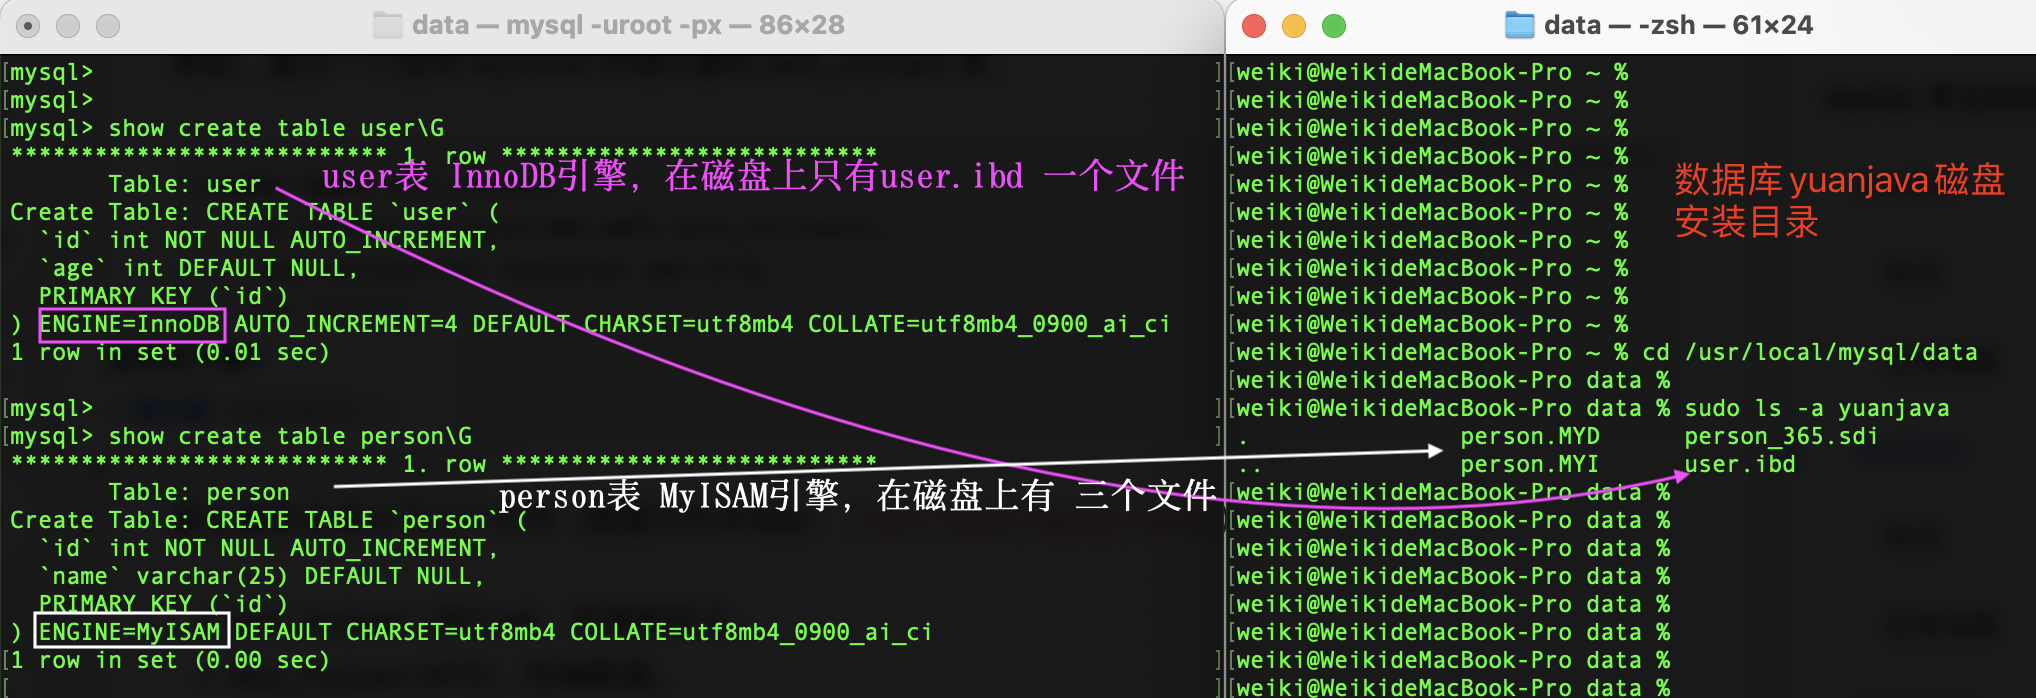 data — mysql -uroot -px — 86×28
mysql>
mysql>
mysql> show create table user\G
*************************** 1. row ***************************
Table: user
user表 InnoDB引擎, 在磁盘上只有user.ibd 一个文件
Create Table: CREATE TABLE `user` (
`id` int NOT NULL AUTO_INCREMENT,
`age` int DEFAULT NULL,
PRIMARY KEY (`id`)
) ENGINE=InnoDB AUTO_INCREMENT=4 DEFAULT CHARSET=utf8mb4 COLLATE=utf8mb4_0900_ai_ci
1 row in set (0.01 sec)
mysql>
mysql> show create table person\G
*************************** 1. row ***************************
Table: person
person表 MyISAM引擎, 在磁盘上有 三个文件
Create Table: CREATE TABLE `person` (
`id` int NOT NULL AUTO_INCREMENT,
`name` varchar(25) DEFAULT NULL,
PRIMARY KEY (`id`)
) ENGINE=MyISAM DEFAULT CHARSET=utf8mb4 COLLATE=utf8mb4_0900_ai_ci
1 row in set (0.00 sec)
data — -zsh — 61×24
weiki@WeikideMacBook-Pro ~ %
weiki@WeikideMacBook-Pro ~ %
weiki@WeikideMacBook-Pro ~ %
weiki@WeikideMacBook-Pro ~ %
weiki@WeikideMacBook-Pro ~ %
weiki@WeikideMacBook-Pro ~ %
weiki@WeikideMacBook-Pro ~ %
weiki@WeikideMacBook-Pro ~ %
weiki@WeikideMacBook-Pro ~ %
weiki@WeikideMacBook-Pro ~ %
数据库yuanjava磁盘
安装目录
weiki@WeikideMacBook-Pro ~ % cd /usr/local/mysql/data
weiki@WeikideMacBook-Pro data %
weiki@WeikideMacBook-Pro data % sudo ls -a yuanjava
. person.MYD person_365.sdi
.. person.MYI user.ibd
weiki@WeikideMacBook-Pro data %
weiki@WeikideMacBook-Pro data %
weiki@WeikideMacBook-Pro data %
weiki@WeikideMacBook-Pro data %
weiki@WeikideMacBook-Pro data %
weiki@WeikideMacBook-Pro data %
weiki@WeikideMacBook-Pro data %
weiki@WeikideMacBook-Pro data %